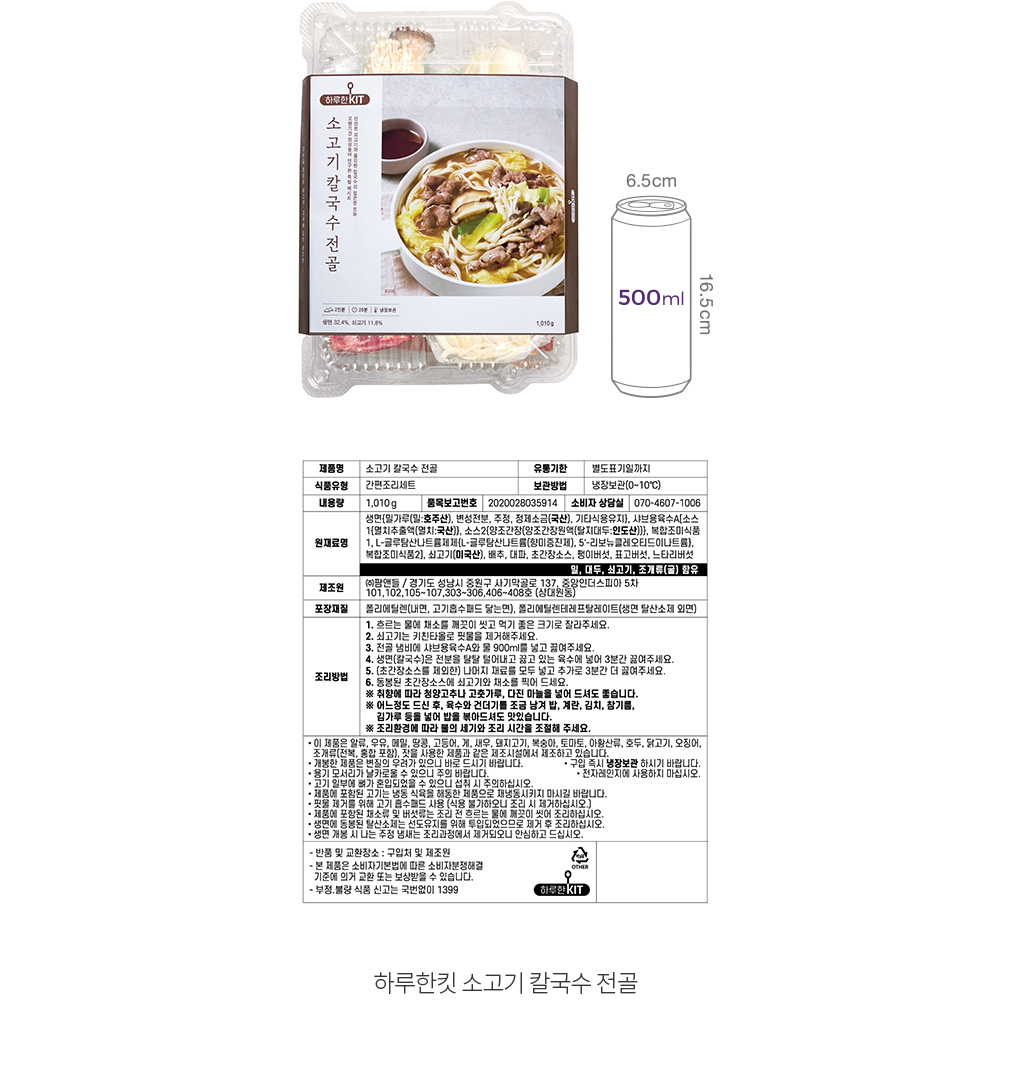 하루한KIT
소고기 칼국수 전골
2인분 | 20분 | 냉장보관
생면 32.4%, 쇠고기 11.8%
1,010g
6.5cm
500ml
16.5cm
제품명 소고기 칼국수 전골 유통기한 별도표기일까지
식품유형 간편조리세트 보관방법 냉장보관(0~10℃)
내용량 1,010g 품목보고번호 2020028035914 소비자 상담실 070-4607-1006
원재료명
생면{밀가루(밀:호주산), 변성전분, 주정, 정제소금(국산), 기타식용유지}, 샤브용육수A[소스
1{멸치추출액(멸치:국산)}, 소스2{양조간장(양조간장원액(탈지대두:인도산))}, 복합조미식품
1, L-글루탐산나트륨제제{L-글루탐산나트륨(향미증진제), 5'-리보뉴클레오티드이나트륨},
복합조미식품2], 쇠고기(미국산), 배추, 대파, 초간장소스, 팽이버섯, 표고버섯, 느타리버섯
밀, 대두, 쇠고기, 조개류(굴) 함유
제조원
㈜팜앤들 / 경기도 성남시 중원구 사기막골로 137, 중앙인더스피아 5차
101,102,105~107,303~306,406~408호 (상대원동)
포장재질 폴리에틸렌(내면, 고기흡수패드 닿는면), 폴리에틸렌테레프탈레이트(생면 탈산소제 외면)
조리방법
1. 흐르는 물에 채소를 깨끗이 씻고 먹기 좋은 크기로 잘라주세요.
2. 쇠고기는 키친타올로 핏물을 제거해주세요.
3. 전골 냄비에 샤브용육수A와 물 900ml를 넣고 끓여주세요.
4. 생면(칼국수)은 전분을 탈탈 털어내고 끓고 있는 육수에 넣어 3분간 끓여주세요.
5. (초간장소스를 제외한) 나머지 재료를 모두 넣고 추가로 3분간 더 끓여주세요.
6. 동봉된 초간장소스에 쇠고기와 채소를 찍어 드세요.
※ 취향에 따라 청양고추나 고춧가루, 다진 마늘을 넣어 드셔도 좋습니다.
※ 어느정도 드신 후, 육수와 건더기를 조금 남겨 밥, 계란, 김치, 참기름,
김가루 등을 넣어 밥을 볶아드셔도 맛있습니다.
※ 조리환경에 따라 불의 세기와 조리 시간을 조절해 주세요.
• 이 제품은 알류, 우유, 메밀, 땅콩, 고등어, 게, 새우, 돼지고기, 복숭아, 토마토, 아황산류, 호두, 닭고기, 오징어,
조개류(전복, 홍합 포함), 잣을 사용한 제품과 같은 제조시설에서 제조하고 있습니다.
• 개봉한 제품은 변질의 우려가 있으니 바로 드시기 바랍니다. • 구입 즉시 냉장보관 하시기 바랍니다.
• 용기 모서리가 날카로울 수 있으니 주의 바랍니다. • 전자레인지에 사용하지 마십시오.
• 고기 일부에 뼈가 혼입되었을 수 있으니 섭취 시 주의하십시오.
• 제품에 포함된 고기는 냉동 식육을 해동한 제품으로 재냉동시키지 마시길 바랍니다.
• 핏물 제거를 위해 고기 흡수패드 사용 (식용 불가하오니 조리 시 제거하십시오.)
• 제품에 포함된 채소류 및 버섯류는 조리 전 흐르는 물에 깨끗이 씻어 조리하십시오.
• 생면에 동봉된 탈산소제는 선도유지를 위해 투입되었으므로 제거 후 조리하십시오.
• 생면 개봉 시 나는 주정 냄새는 조리과정에서 제거되오니 안심하고 드십시오.
- 반품 및 교환장소 : 구입처 및 제조원
- 본 제품은 소비자기본법에 따른 소비자분쟁해결
기준에 의거 교환 또는 보상받을 수 있습니다.
- 부정.불량 식품 신고는 국번없이 1399
OTHER
하루한KIT
하루한킷 소고기 칼국수 전골